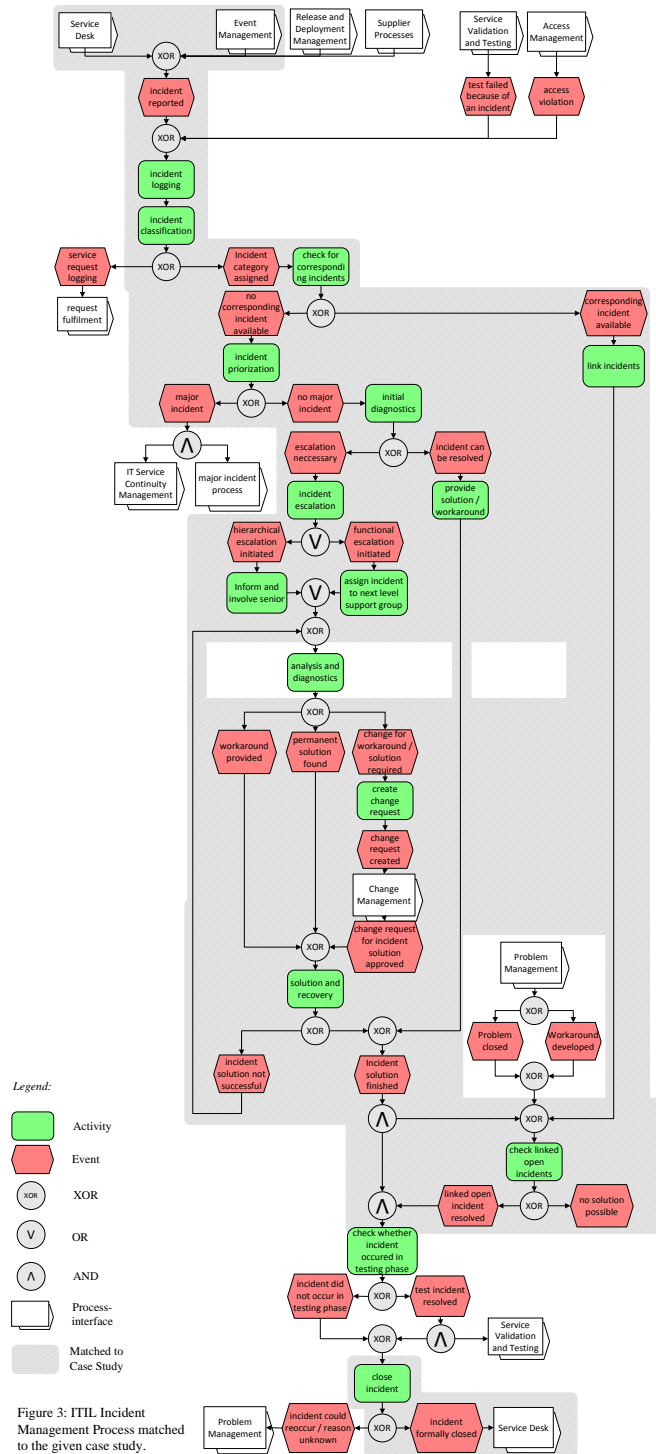 Service
Desk
Event
Management
Release and
Deployment
Management
Supplier
Processes
Service
Validation
and Testing
Access
Management
XOR
incident
reported
test failed
because of
an incident
access
violation
XOR
incident
logging
incident
classification
service
request
logging
XOR
Incident
category
assigned
check for
correspondi
ng incidents
request
fulfilment
no
corresponding
incident
available
XOR
corresponding
incident
available
incident
priorization
link incidents
major
incident
XOR
no major
incident
initial
diagnostics
Λ
escalation
neccessary
XOR
incident can
be resolved
IT Service
Continuity
Management
major incident
process
incident
escalation
provide
solution /
workaround
hierarchical
escalation
initiated
V
functional
escalation
initiated
Inform and
involve senior
V
assign incident
to next level
support group
XOR
analysis and
diagnostics
XOR
workaround
provided
permanent
solution
found
change for
workaround /
solution
required
create
change
request
change
request
created
Change
Management
XOR
change request
for incident
solution
approved
Problem
Management
solution and
recovery
XOR
XOR
XOR
Problem
closed
Workaround
developed
incident
solution not
successful
Incident
solution
finished
XOR
Λ
XOR
check linked
open
incidents
Λ
linked open
incident
resolved
XOR
no solution
possible
check whether
incident
occured in
testing phase
incident did
not occur in
testing phase
XOR
test incident
resolved
XOR
Λ
Service
Validation
and Testing
close
incident
Problem
Management
incident could
reoccur / reason
unknown
XOR
incident
formally closed
Service Desk
Legend:
Activity
Event
XOR
XOR
V
OR
Λ
AND
Process-
interface
Matched to
Case Study
Figure 3: ITIL Incident
Management Process matched
to the given case study.